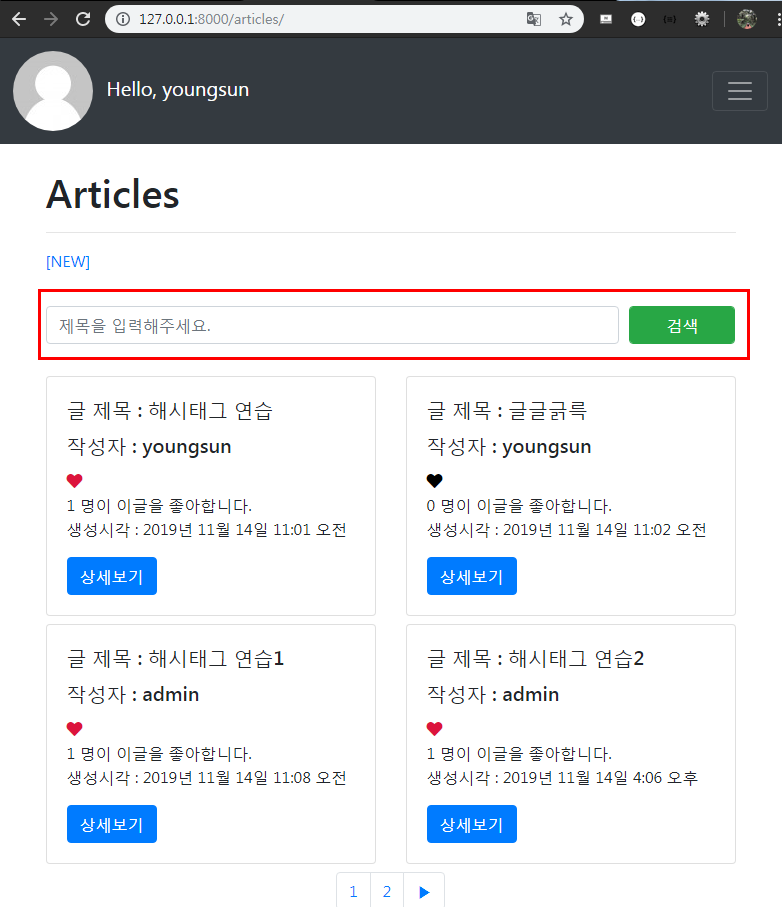 127.0.0.1:8000/articles/
Hello, youngsun
Articles
[NEW]
제목을 입력해주세요. 검색
글 제목 : 해시태그 연습
작성자 : youngsun
1 명이 이글을 좋아합니다.
생성시각 : 2019년 11월 14일 11:01 오전
상세보기
글 제목 : 글글긁륵
작성자 : youngsun
0 명이 이글을 좋아합니다.
생성시각 : 2019년 11월 14일 11:02 오전
상세보기
글 제목 : 해시태그 연습1
작성자 : admin
1 명이 이글을 좋아합니다.
생성시각 : 2019년 11월 14일 11:08 오전
상세보기
글 제목 : 해시태그 연습2
작성자 : admin
1 명이 이글을 좋아합니다.
생성시각 : 2019년 11월 14일 4:06 오후
상세보기
1 2 ▶